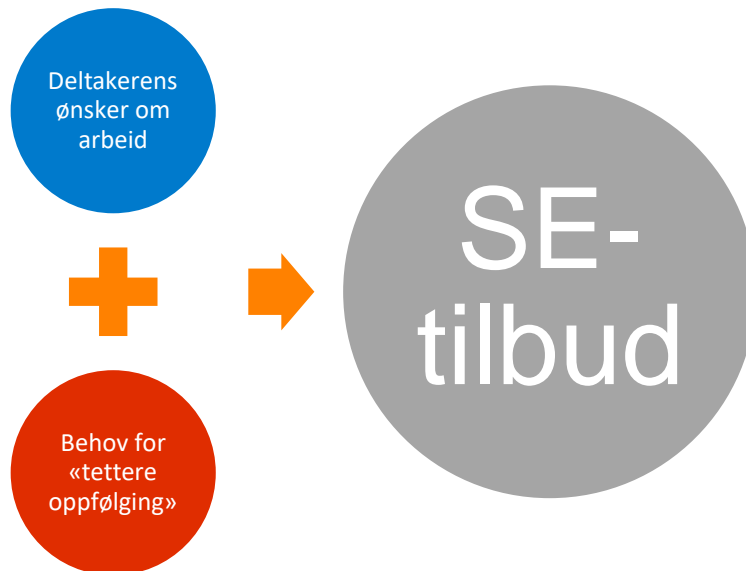 Deltakerens
ønsker om
arbeid
SE-
tilbud
Behov for
«tettere
oppfølging»